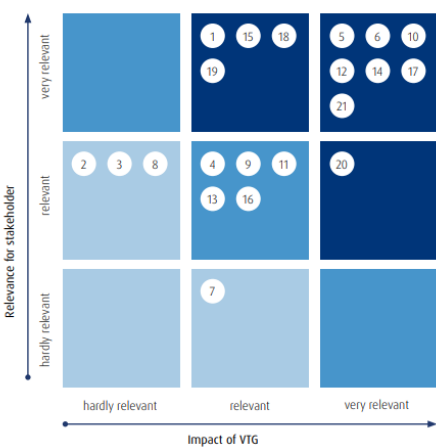 Relevance for stakeholder
very relevant
relevant
hardly relevant
1 15 18
19
5 6 10
12 14 17
21
2 3 8
4 9 11
13 16
20
7
hardly relevant
relevant
very relevant
Impact of VTG